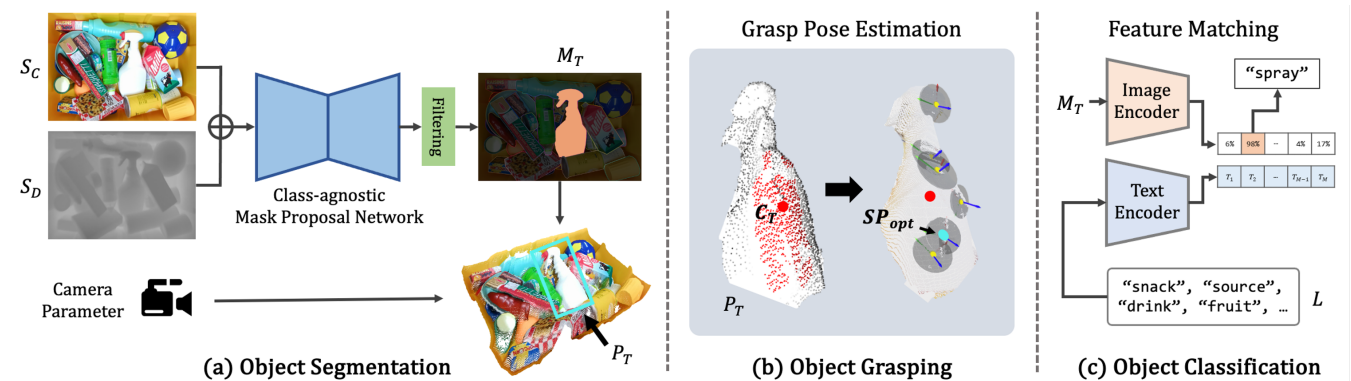 S_C
S_D
Class-agnostic
Mask Proposal Network
Filtering
M_T
Camera
Parameter
P_T
(a) Object Segmentation
Grasp Pose Estimation
C_T
SP_opt
P_T
(b) Object Grasping
Feature Matching
M_T
Image
Encoder
"spray"
6% 98% ... 4% 17%
T_1 T_2 ... T_{M-1} T_M
Text
Encoder
"snack", "source",
"drink", "fruit", ...
L
(c) Object Classification